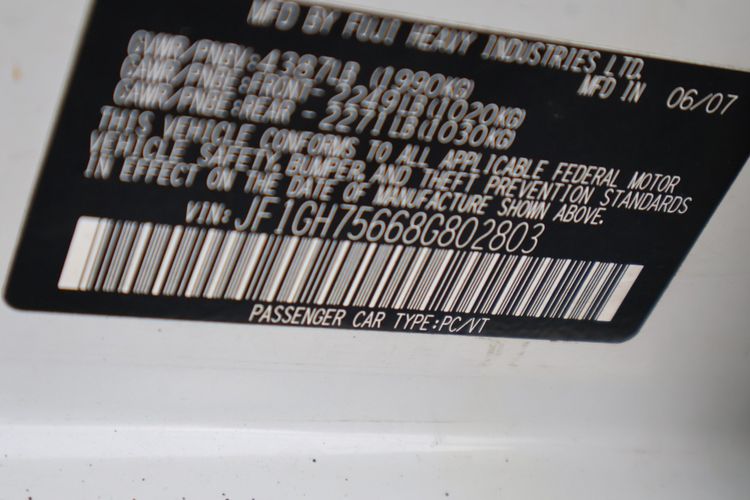 MFD BY FUJI HEAVY INDUSTRIES LTD.
MFD IN 06/07
GVWR/PNBV: 4387LB (1990KG)
GAWR/PNBE: FRONT- 2249LB (1020KG)
GAWR/PNBE: REAR - 2271LB (1030KG)
THIS VEHICLE CONFORMS TO ALL APPLICABLE FEDERAL MOTOR
VEHICLE SAFETY, BUMPER, AND THEFT PREVENTION STANDARDS
IN EFFECT ON THE DATE OF MANUFACTURE SHOWN ABOVE.
VIN: JF1GH75668G802803
PASSENGER CAR TYPE:PC/VT